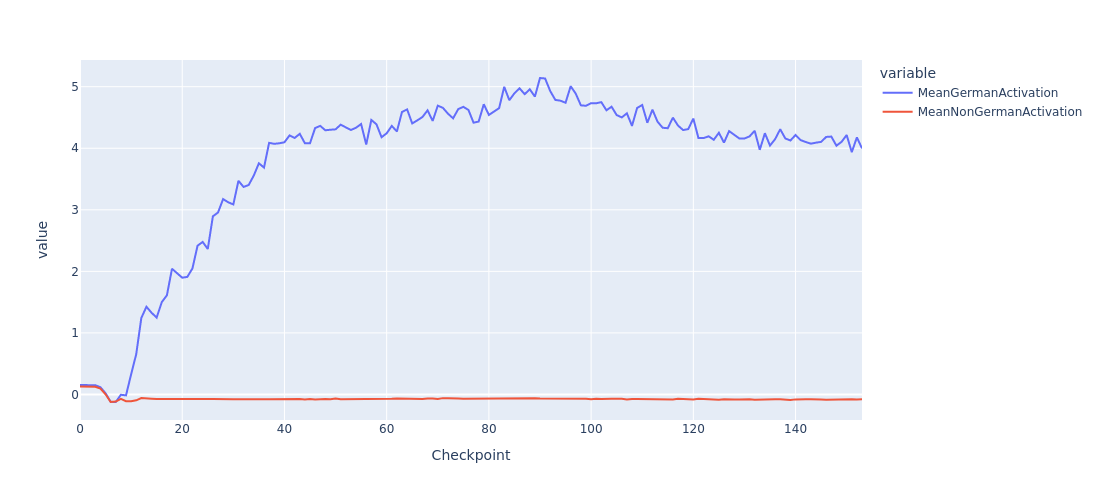 variable
MeanGermanActivation
MeanNonGermanActivation
value
5
4
3
2
1
0
0 20 40 60 80 100 120 140
Checkpoint